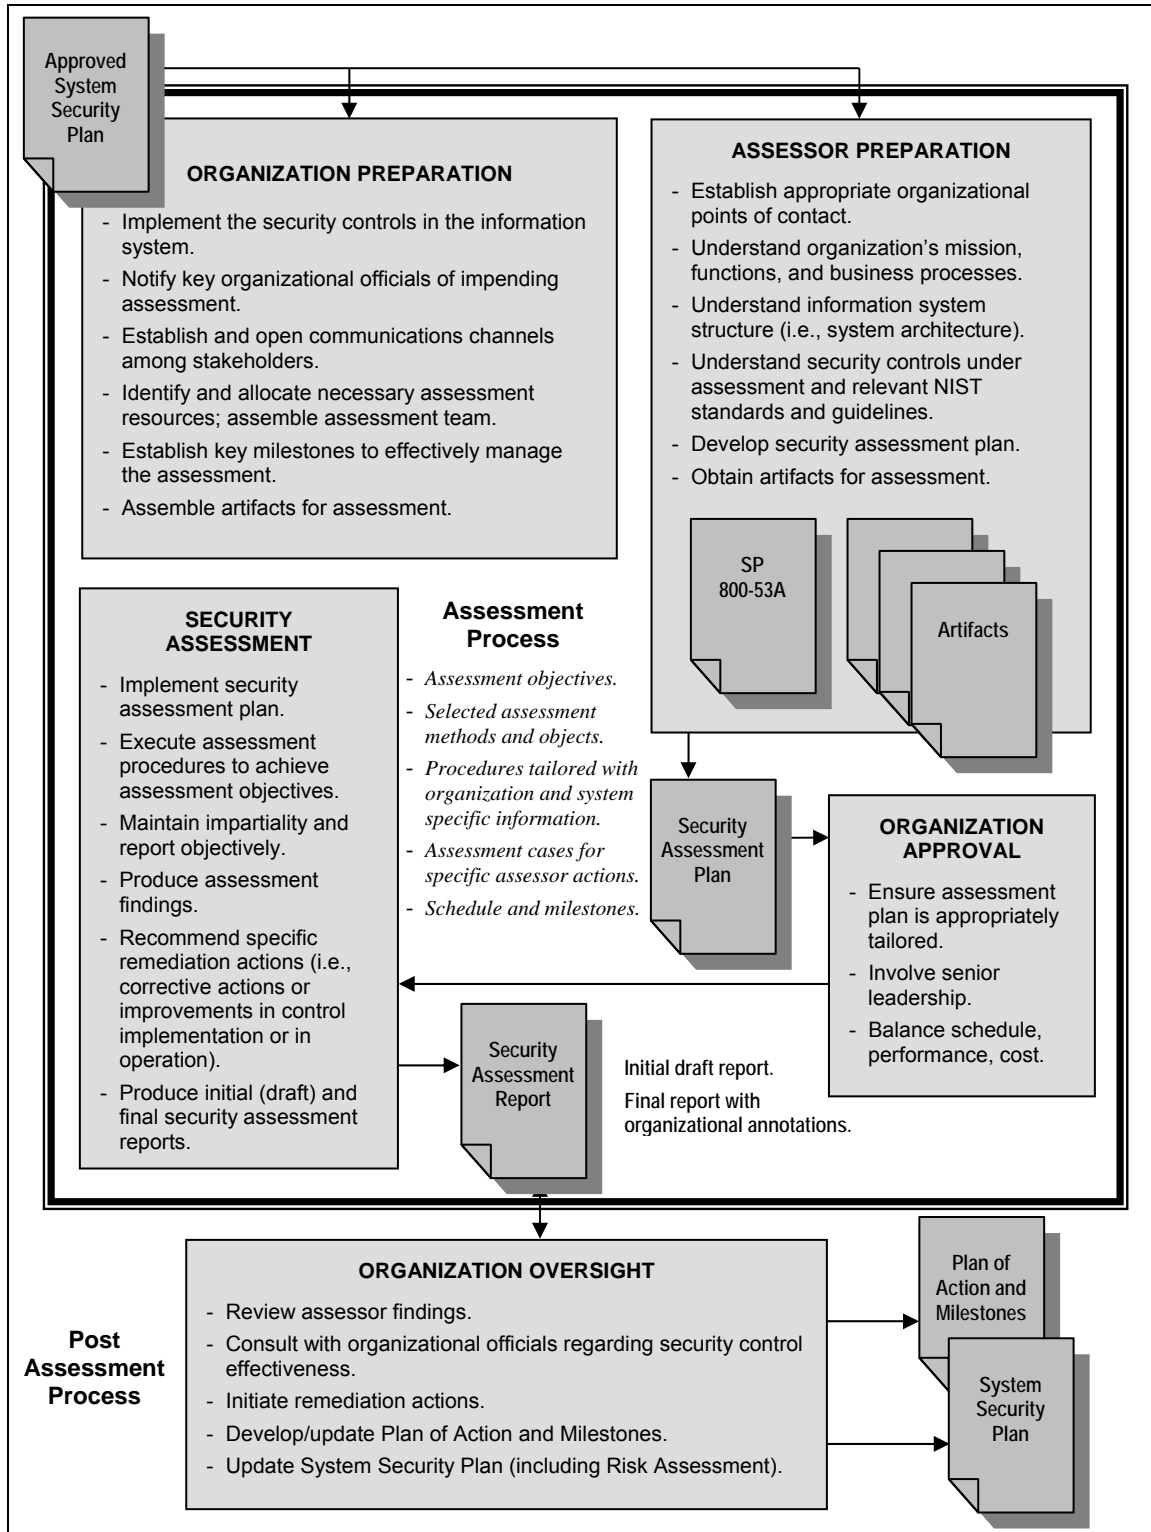 Approved
System
Security
Plan
ORGANIZATION PREPARATION
- Implement the security controls in the information
system.
- Notify key organizational officials of impending
assessment.
- Establish and open communications channels
among stakeholders.
- Identify and allocate necessary assessment
resources; assemble assessment team.
- Establish key milestones to effectively manage
the assessment.
- Assemble artifacts for assessment.
ASSESSOR PREPARATION
- Establish appropriate organizational
points of contact.
- Understand organization’s mission,
functions, and business processes.
- Understand information system
structure (i.e., system architecture).
- Understand security controls under
assessment and relevant NIST
standards and guidelines.
- Develop security assessment plan.
- Obtain artifacts for assessment.
SP
800-53A
Artifacts
SECURITY
ASSESSMENT
- Implement security
assessment plan.
- Execute assessment
procedures to achieve
assessment objectives.
- Maintain impartiality and
report objectively.
- Produce assessment
findings.
- Recommend specific
remediation actions (i.e.,
corrective actions or
improvements in control
implementation or in
operation).
- Produce initial (draft) and
final security assessment
reports.
Assessment
Process
- Assessment objectives.
- Selected assessment
methods and objects.
- Procedures tailored with
organization and system
specific information.
- Assessment cases for
specific assessor actions.
- Schedule and milestones.
Security
Assessment
Plan
ORGANIZATION
APPROVAL
- Ensure assessment
plan is appropriately
tailored.
- Involve senior
leadership.
- Balance schedule,
performance, cost.
Security
Assessment
Report
Initial draft report.
Final report with
organizational annotations.
Post
Assessment
Process
ORGANIZATION OVERSIGHT
- Review assessor findings.
- Consult with organizational officials regarding security control
effectiveness.
- Initiate remediation actions.
- Develop/update Plan of Action and Milestones.
- Update System Security Plan (including Risk Assessment).
Plan of
Action and
Milestones
System
Security
Plan